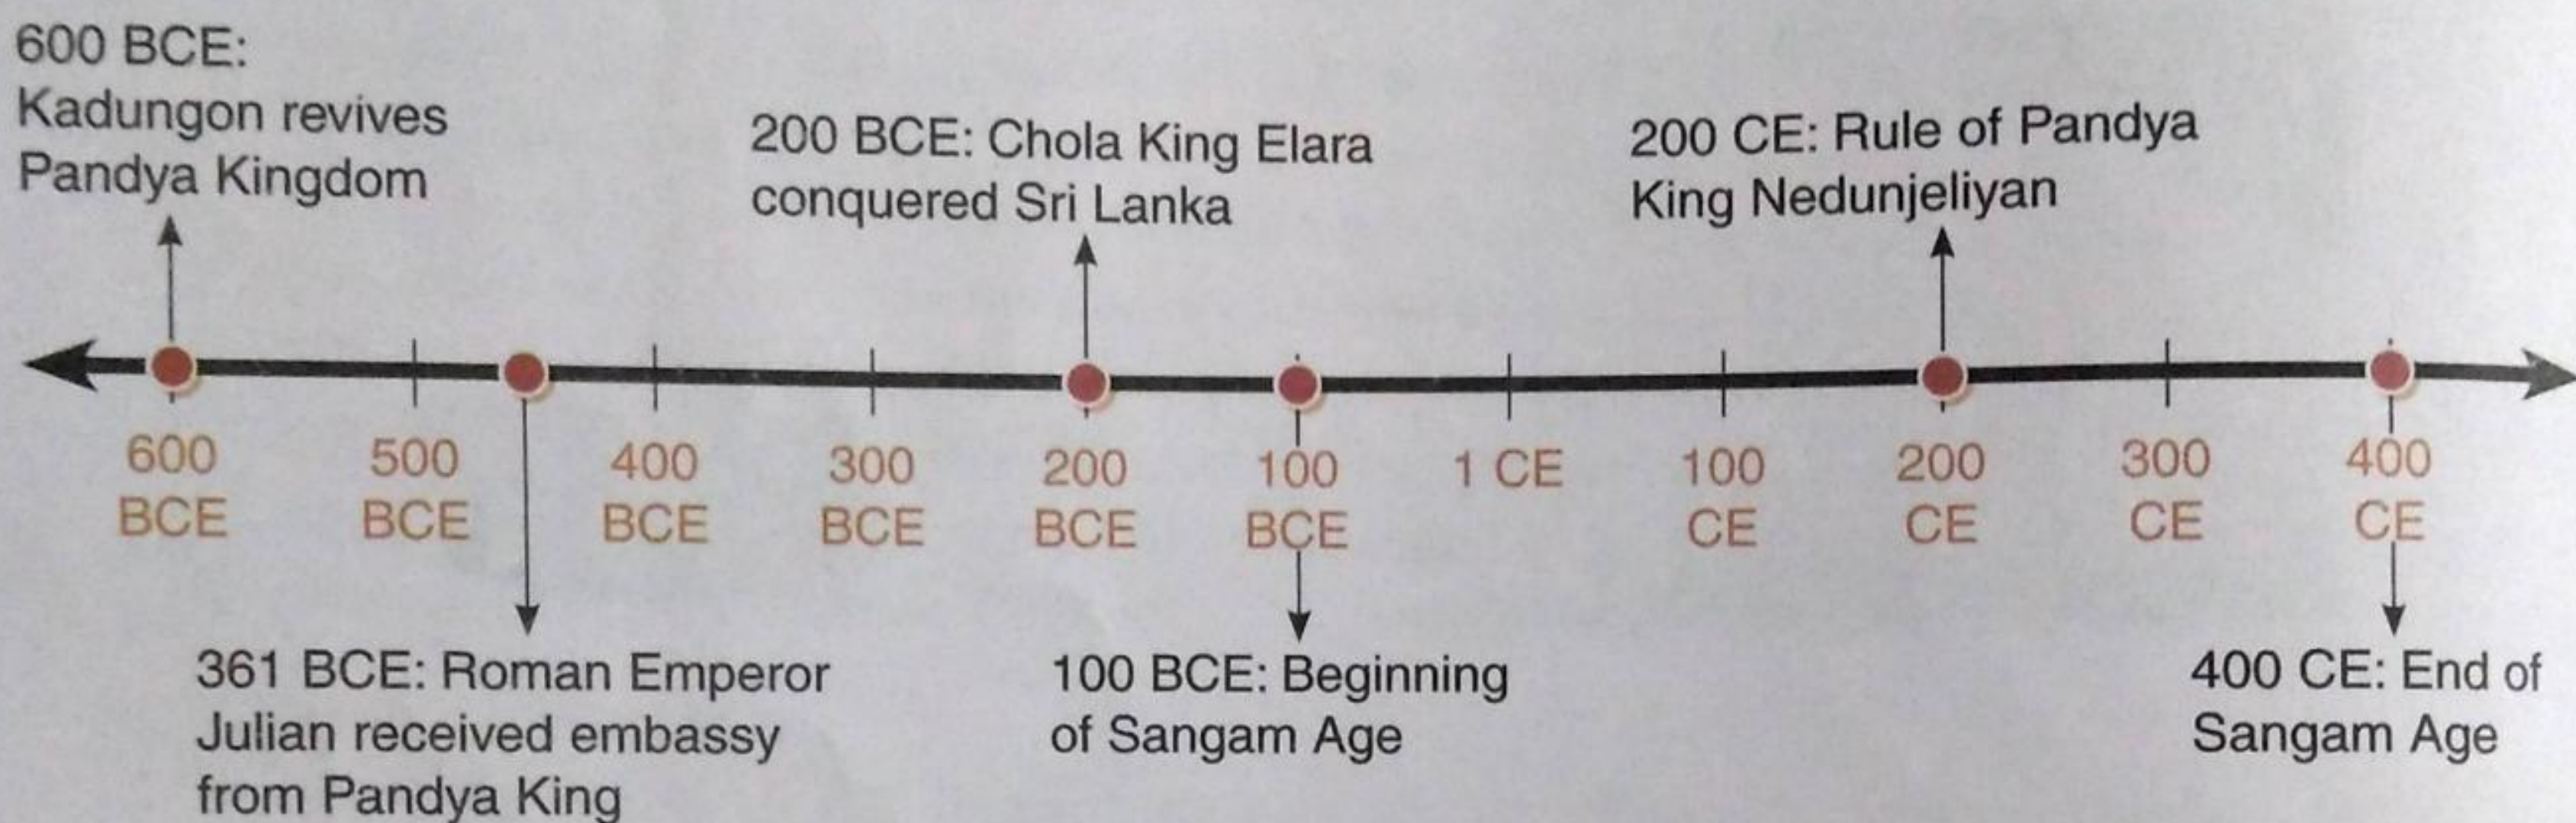 600 BCE:
Kadungon revives
Pandya Kingdom
200 BCE: Chola King Elara
conquered Sri Lanka
200 CE: Rule of Pandya
King Nedunjeliyan
600
BCE
500
BCE
400
BCE
300
BCE
200
BCE
100
BCE
1 CE
100
CE
200
CE
300
CE
400
CE
361 BCE: Roman Emperor
Julian received embassy
from Pandya King
100 BCE: Beginning
of Sangam Age
400 CE: End of
Sangam Age